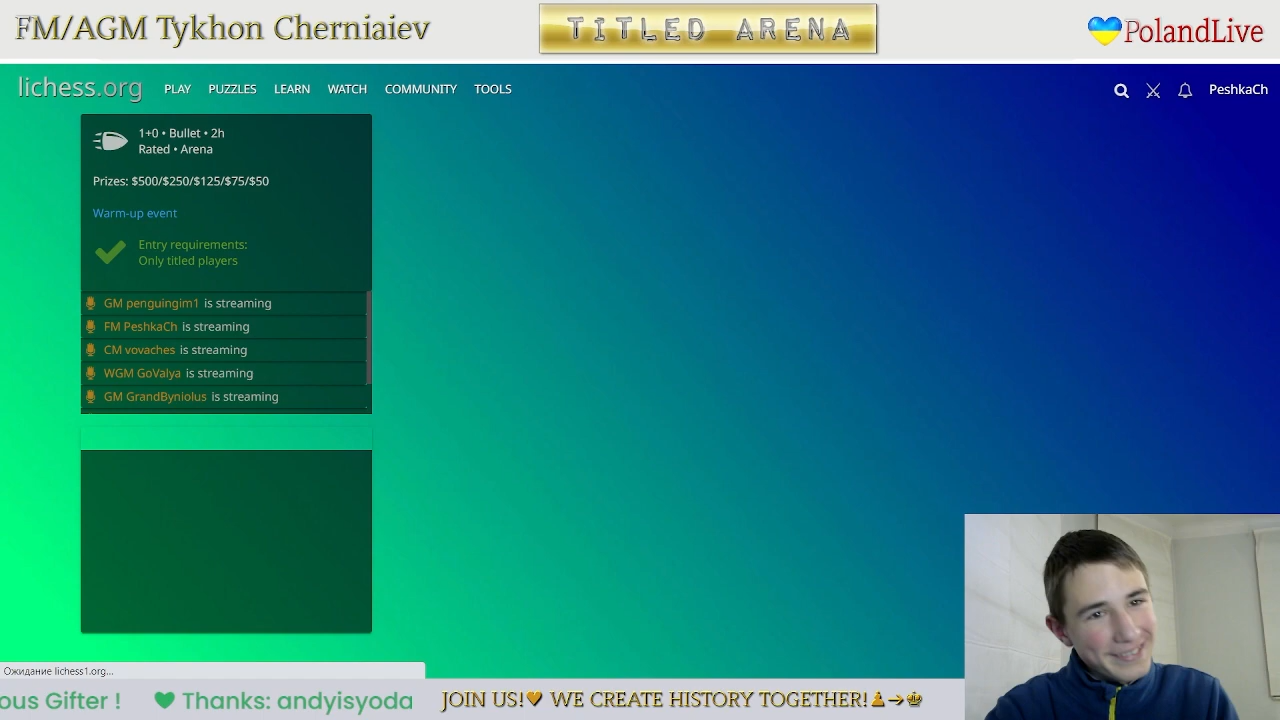 FM/AGM Tykhon Cherniaiev
TITLED ARENA
PolandLive
lichess.org PLAY PUZZLES LEARN WATCH COMMUNITY TOOLS PeshkaCh
1+0 • Bullet • 2h
Rated • Arena
Prizes: $500/$250/$125/$75/$50
Warm-up event
Entry requirements:
Only titled players
GM penguingim1 is streaming
FM PeshkaCh is streaming
CM vovaches is streaming
WGM GoValya is streaming
GM GrandByniolus is streaming
Ожидание lichess1.org...
ous Gifter ! Thanks: andyisyoda JOIN US! WE CREATE HISTORY TOGETHER!